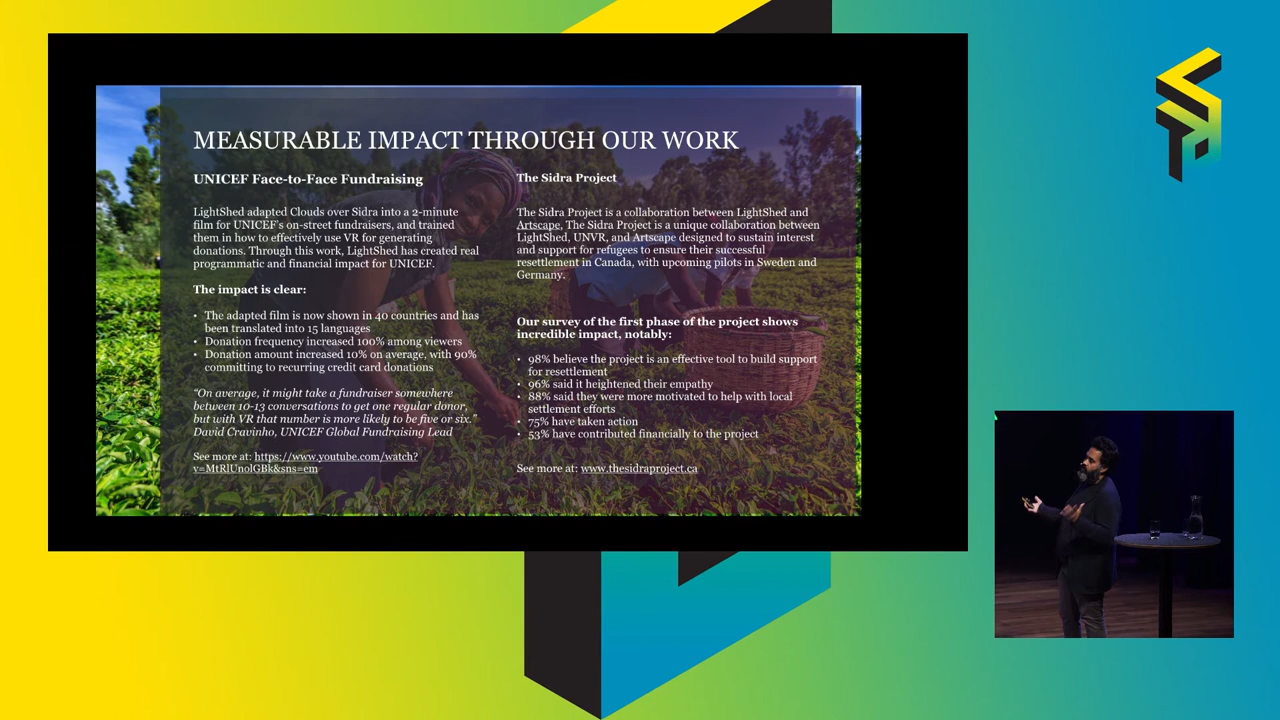 MEASURABLE IMPACT THROUGH OUR WORK
UNICEF Face-to-Face Fundraising
LightShed adapted Clouds over Sidra into a 2-minute
film for UNICEF's on-street fundraisers, and trained
them in how to effectively use VR for generating
donations. Through this work, LightShed has created real
programmatic and financial impact for UNICEF.
The impact is clear:
• The adapted film is now shown in 40 countries and has
been translated into 15 languages
• Donation frequency increased 100% among viewers
• Donation amount increased 10% on average, with 90%
committing to recurring credit card donations
"On average, it might take a fundraiser somewhere
between 10-13 conversations to get one regular donor,
but with VR that number is more likely to be five or six."
David Cravinho, UNICEF Global Fundraising Lead
See more at: https://www.youtube.com/watch?
v=MtRlUnolGBk&sns=em
The Sidra Project
The Sidra Project is a collaboration between LightShed and
Artscape, The Sidra Project is a unique collaboration between
LightShed, UNVR, and Artscape designed to sustain interest
and support for refugees to ensure their successful
resettlement in Canada, with upcoming pilots in Sweden and
Germany.
Our survey of the first phase of the project shows
incredible impact, notably:
• 98% believe the project is an effective tool to build support
for resettlement
• 96% said it heightened their empathy
• 88% said they were more motivated to help with local
settlement efforts
• 75% have taken action
• 53% have contributed financially to the project
See more at: www.thesidraproject.ca